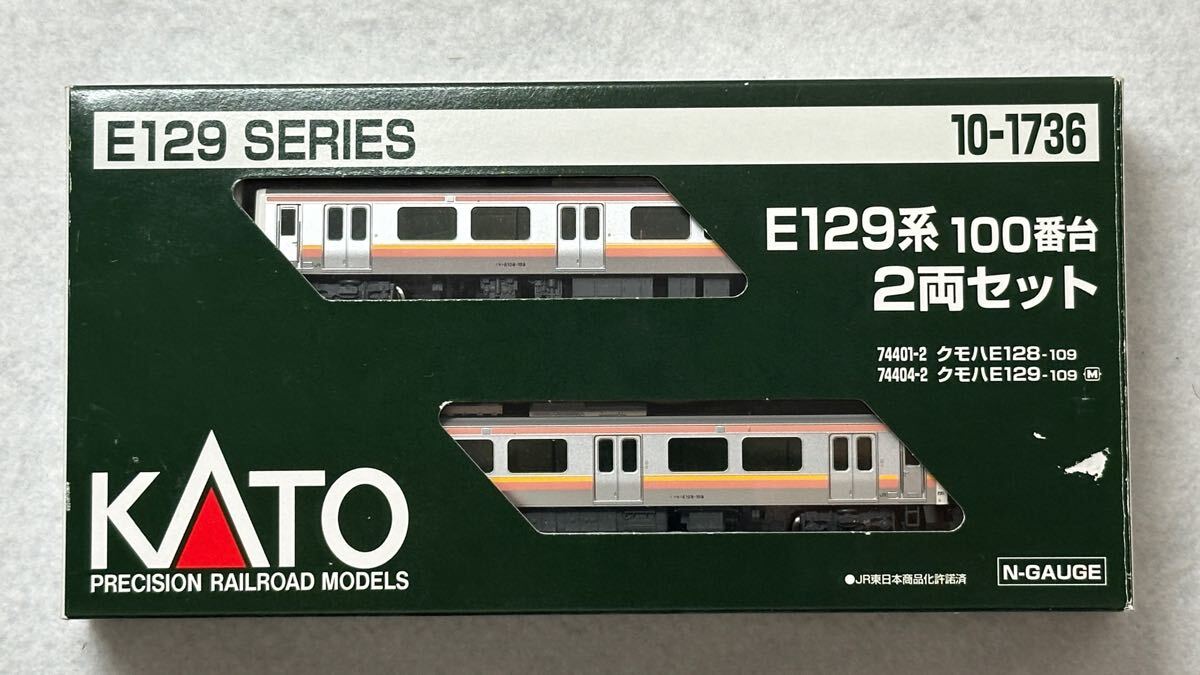 E129 SERIES
10-1736
E129系 100番台
2両セット
74401-2 クモハE128-109
74404-2 クモハE129-109 M
KATO
PRECISION RAILROAD MODELS
●JR東日本商品化許諾済
N-GAUGE